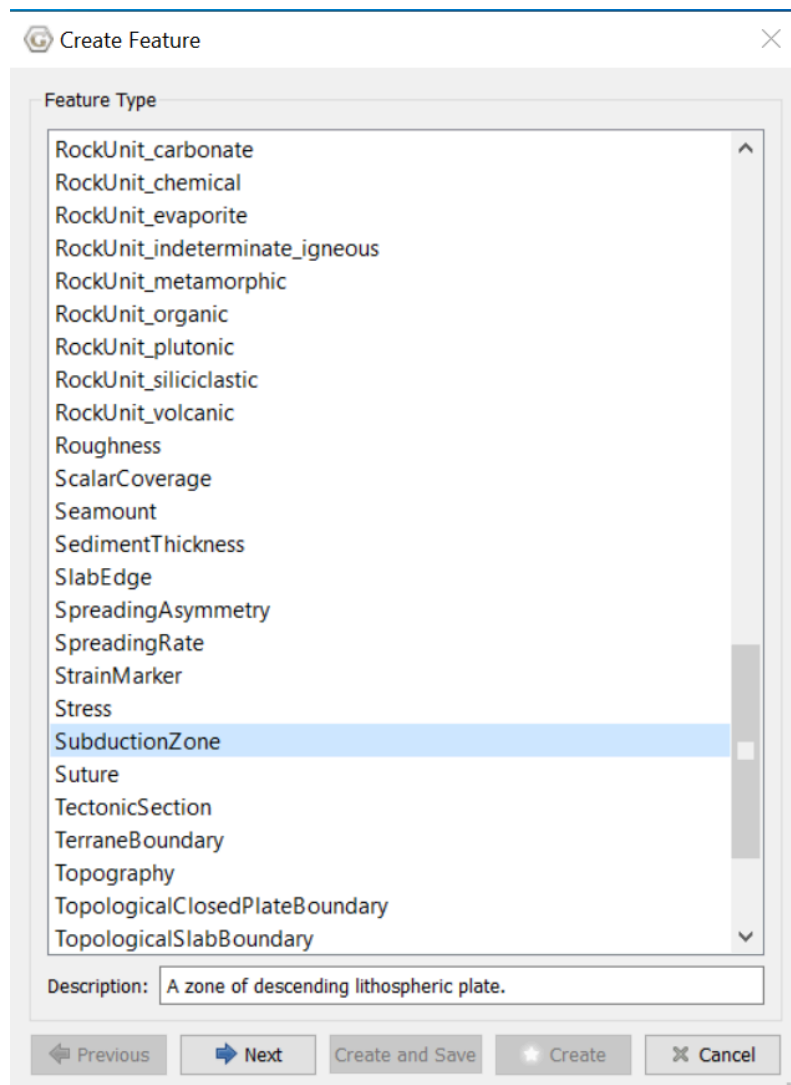 Create Feature
Feature Type
RockUnit_carbonate
RockUnit_chemical
RockUnit_evaporite
RockUnit_indeterminate_igneous
RockUnit_metamorphic
RockUnit_organic
RockUnit_plutonic
RockUnit_siliciclastic
RockUnit_volcanic
Roughness
ScalarCoverage
Seamount
SedimentThickness
SlabEdge
SpreadingAsymmetry
SpreadingRate
StrainMarker
Stress
SubductionZone
Suture
TectonicSection
TerraneBoundary
Topography
TopologicalClosedPlateBoundary
TopologicalSlabBoundary
Description: A zone of descending lithospheric plate.
Previous Next Create and Save Create Cancel